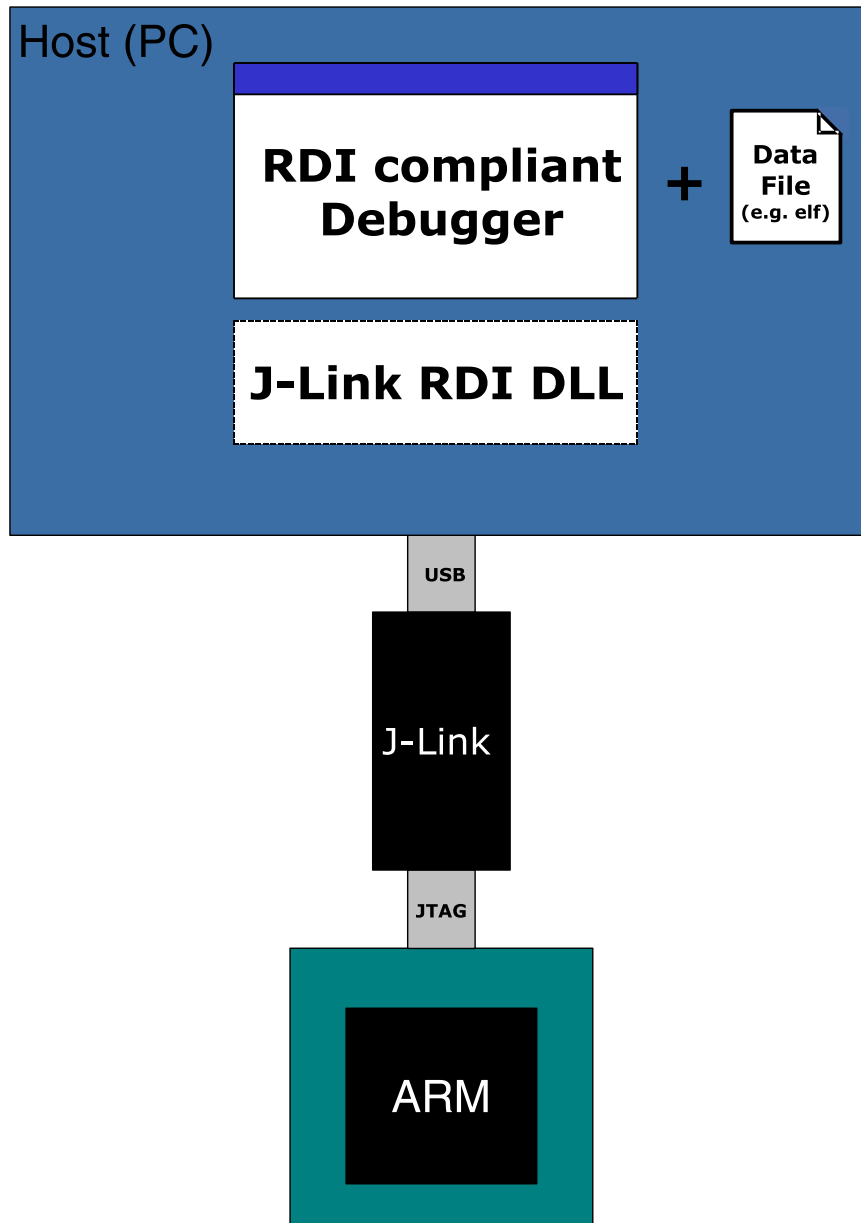 Host (PC)
RDI compliant
Debugger
+
Data
File
(e.g. elf)
J-Link RDI DLL
USB
J-Link
JTAG
ARM